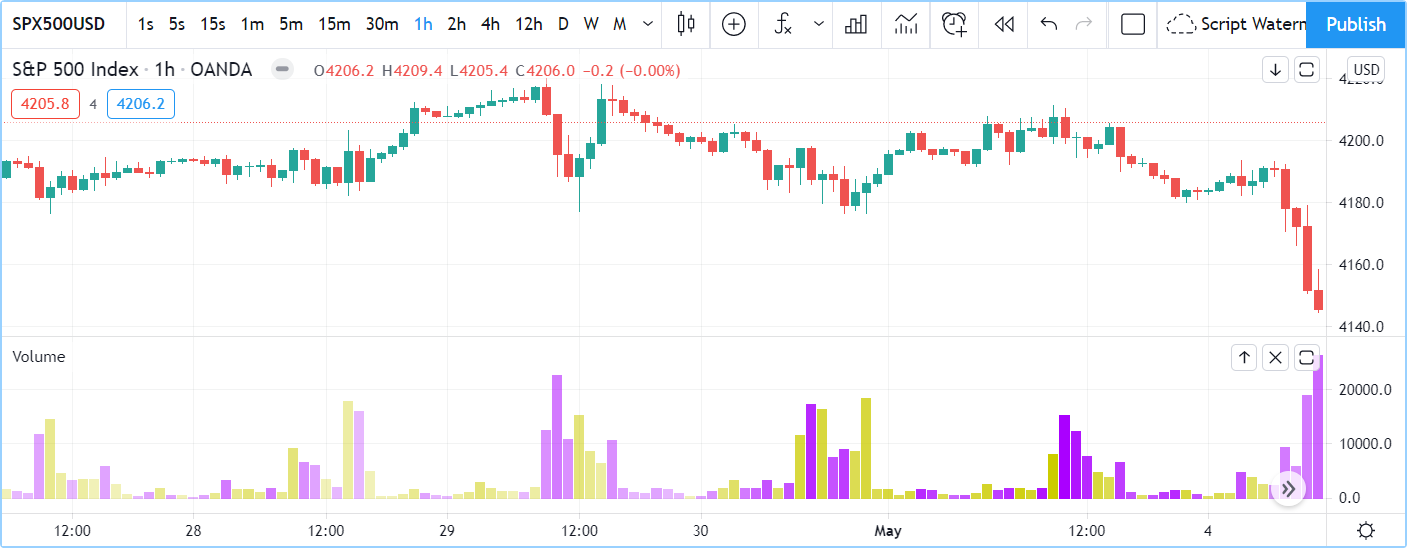 SPX500USD 1s 5s 15s 1m 5m 15m 30m 1h 2h 4h 12h D W M Script Watern Publish
S&P 500 Index · 1h · OANDA O4206.2 H4209.4 L4205.4 C4206.0 −0.2 (−0.00%) USD
4205.8 4 4206.2
4200.0
4180.0
4160.0
4140.0
Volume
20000.0
10000.0
0.0
12:00 28 12:00 29 12:00 30 May 12:00 4